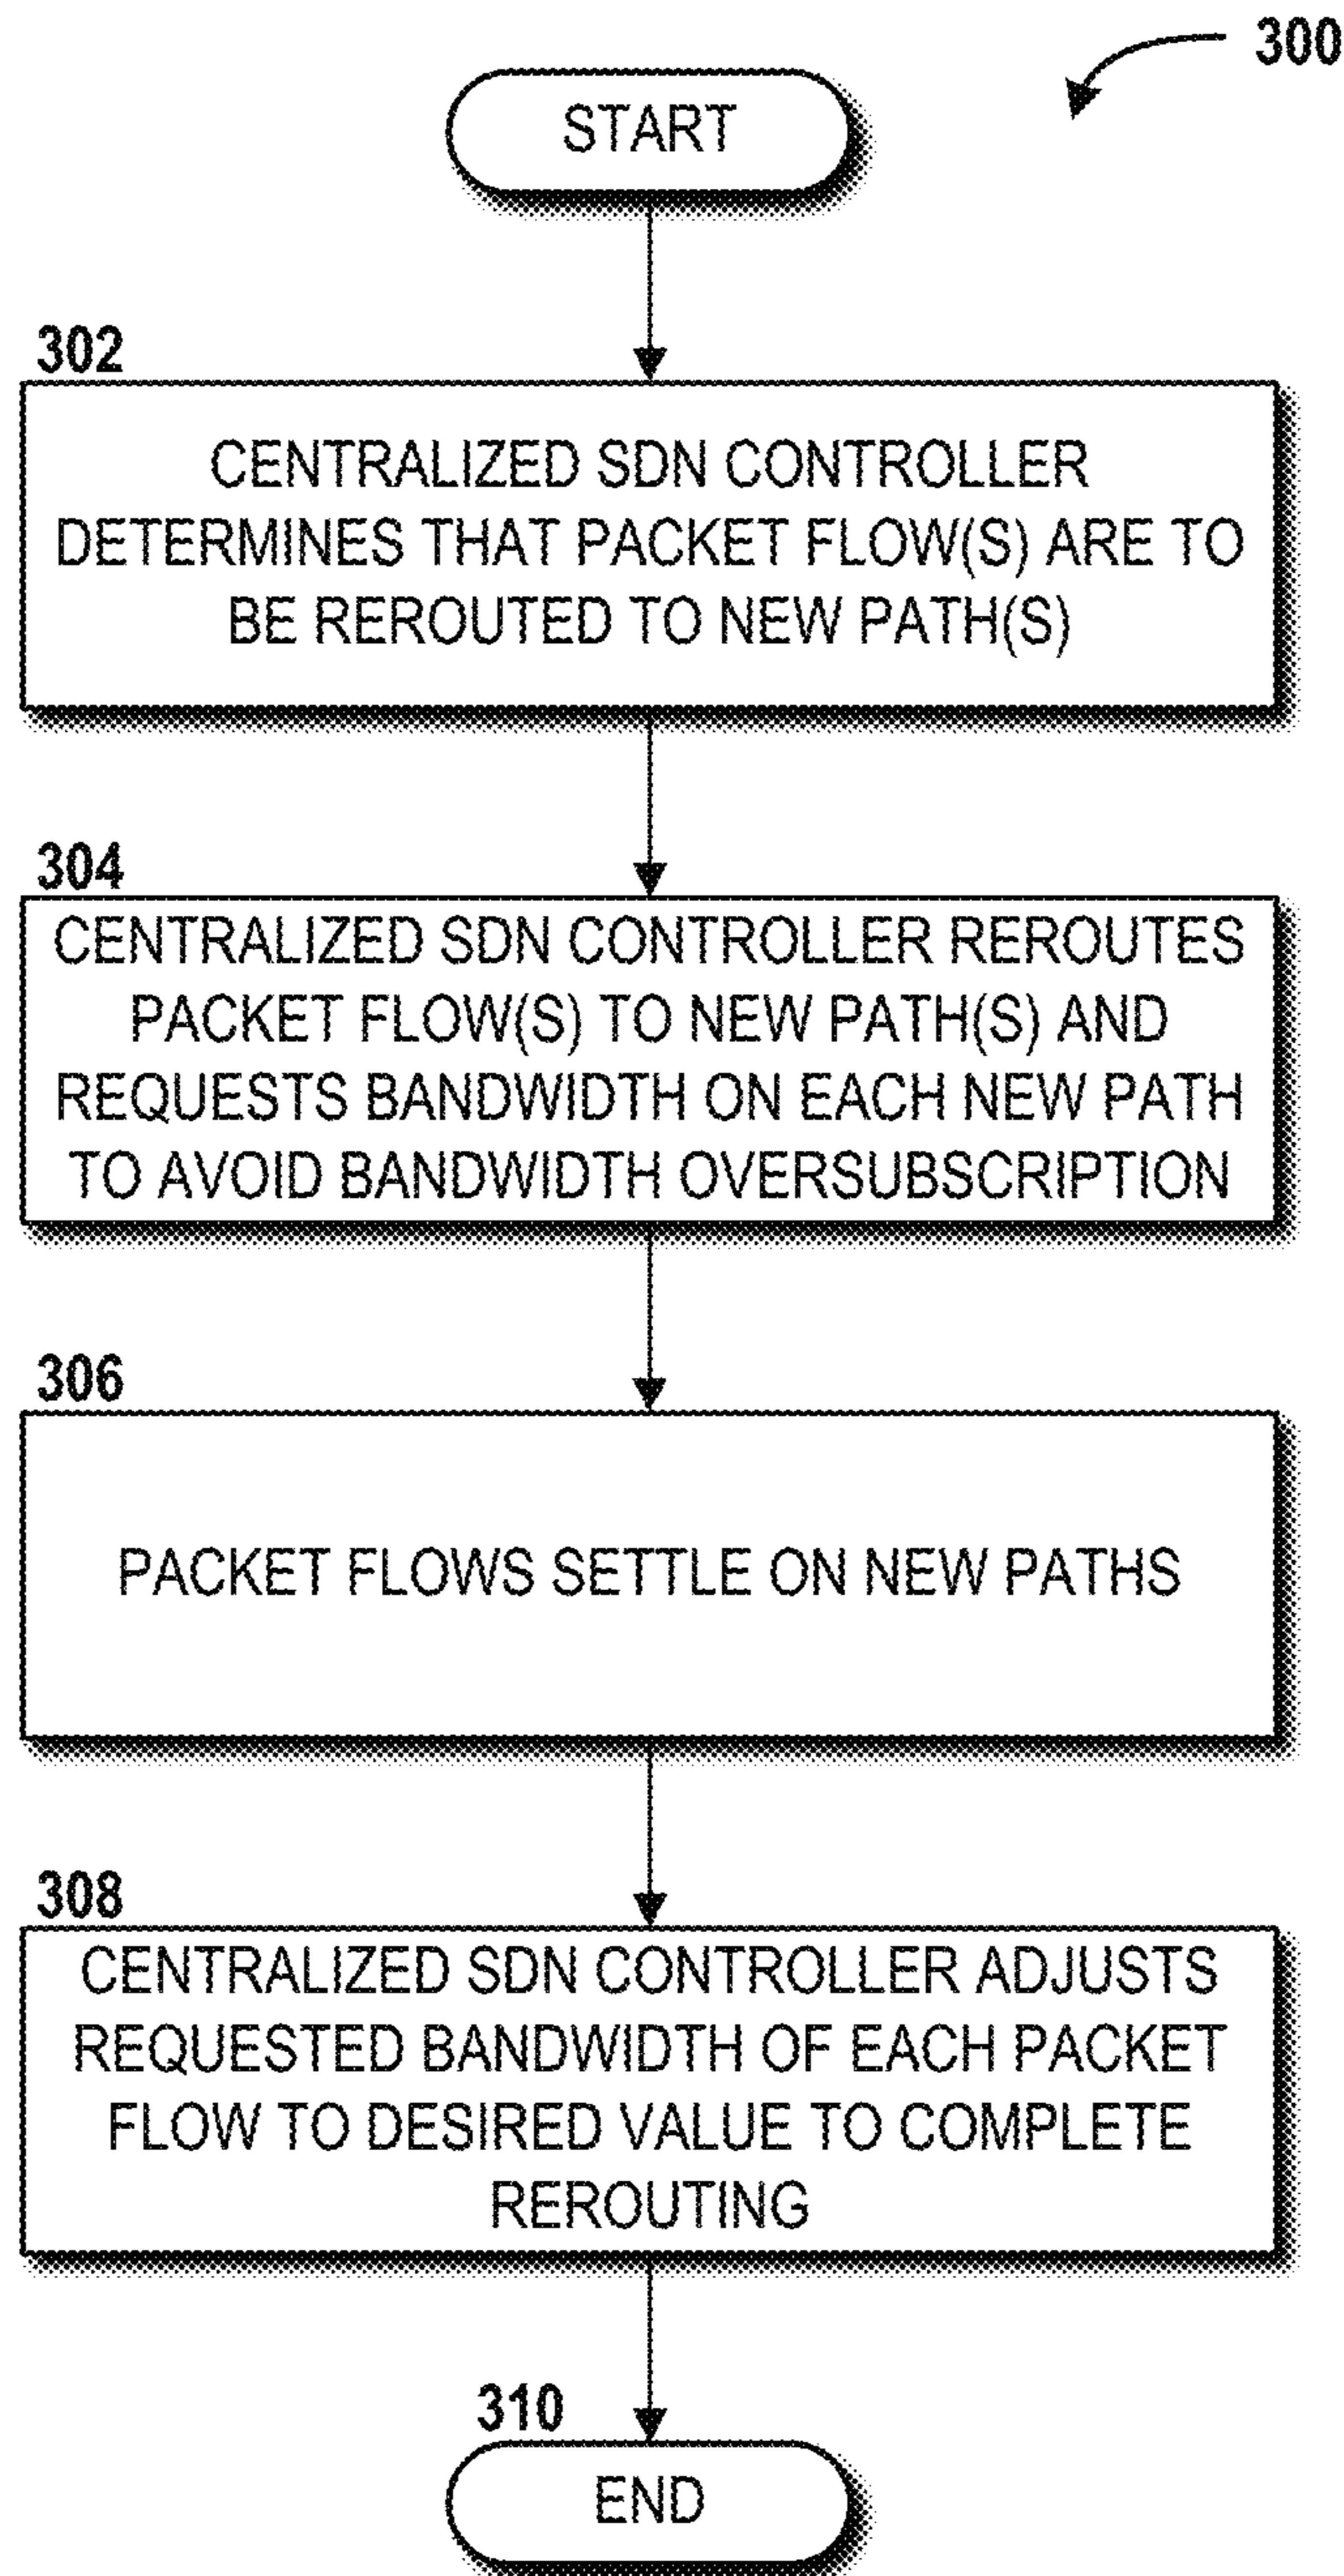 300
START
302
CENTRALIZED SDN CONTROLLER
DETERMINES THAT PACKET FLOW(S) ARE TO
BE REROUTED TO NEW PATH(S)
304
CENTRALIZED SDN CONTROLLER REROUTES
PACKET FLOW(S) TO NEW PATH(S) AND
REQUESTS BANDWIDTH ON EACH NEW PATH
TO AVOID BANDWIDTH OVERSUBSCRIPTION
306
PACKET FLOWS SETTLE ON NEW PATHS
308
CENTRALIZED SDN CONTROLLER ADJUSTS
REQUESTED BANDWIDTH OF EACH PACKET
FLOW TO DESIRED VALUE TO COMPLETE
REROUTING
310
END